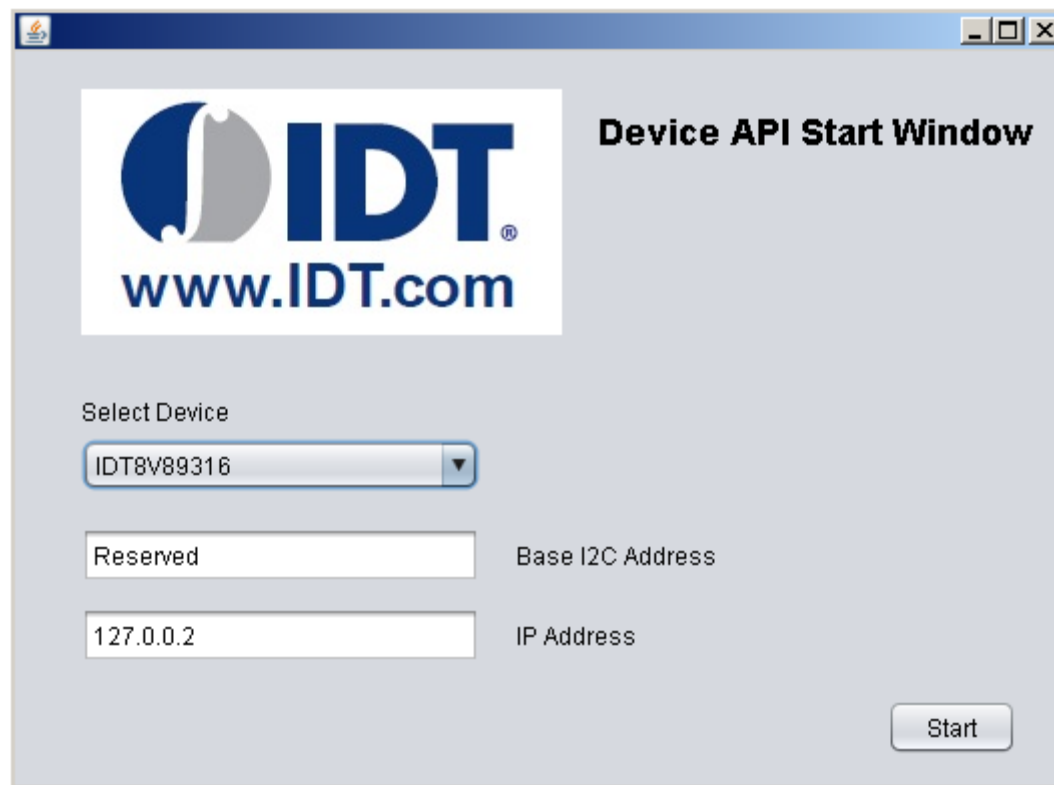 IDT®
www.IDT.com
Device API Start Window
Select Device
IDT8V89316
Reserved
Base I2C Address
127.0.0.2
IP Address
Start